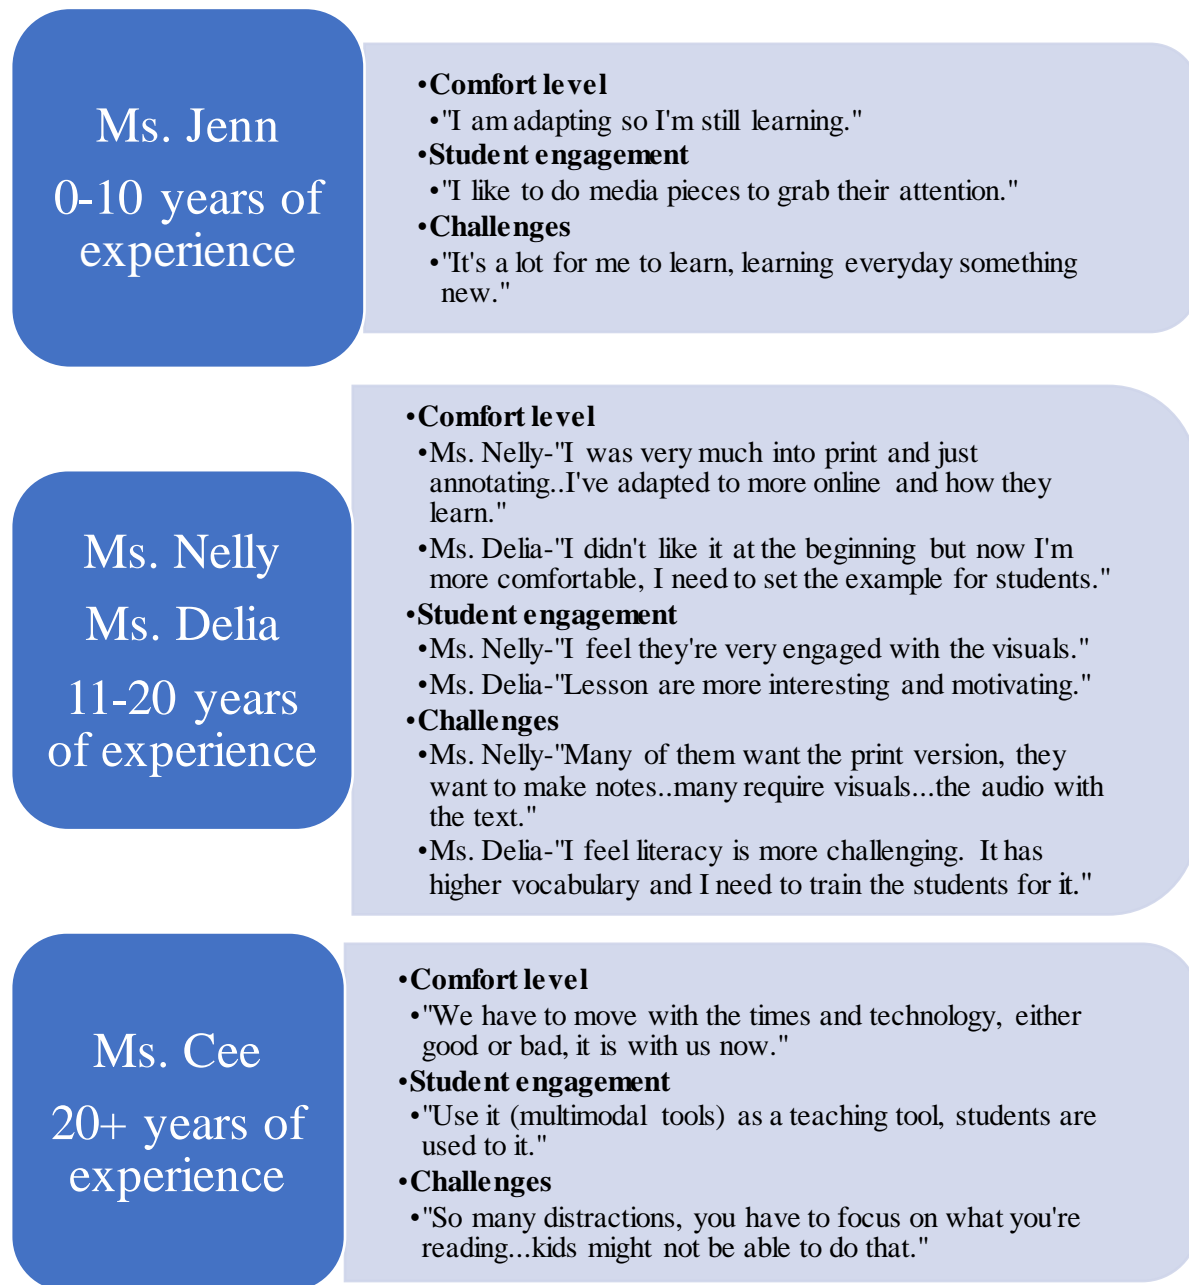 Ms. Jenn
0-10 years of
experience
•Comfort level
•"I am adapting so I'm still learning."
•Student engagement
•"I like to do media pieces to grab their attention."
•Challenges
•"It's a lot for me to learn, learning everyday something
new."
Ms. Nelly
Ms. Delia
11-20 years
of experience
•Comfort level
•Ms. Nelly-"I was very much into print and just
annotating..I've adapted to more online and how they
learn."
•Ms. Delia-"I didn't like it at the beginning but now I'm
more comfortable, I need to set the example for students."
•Student engagement
•Ms. Nelly-"I feel they're very engaged with the visuals."
•Ms. Delia-"Lesson are more interesting and motivating."
•Challenges
•Ms. Nelly-"Many of them want the print version, they
want to make notes..many require visuals...the audio with
the text."
•Ms. Delia-"I feel literacy is more challenging. It has
higher vocabulary and I need to train the students for it."
Ms. Cee
20+ years of
experience
•Comfort level
•"We have to move with the times and technology, either
good or bad, it is with us now."
•Student engagement
•"Use it (multimodal tools) as a teaching tool, students are
used to it."
•Challenges
•"So many distractions, you have to focus on what you're
reading...kids might not be able to do that."